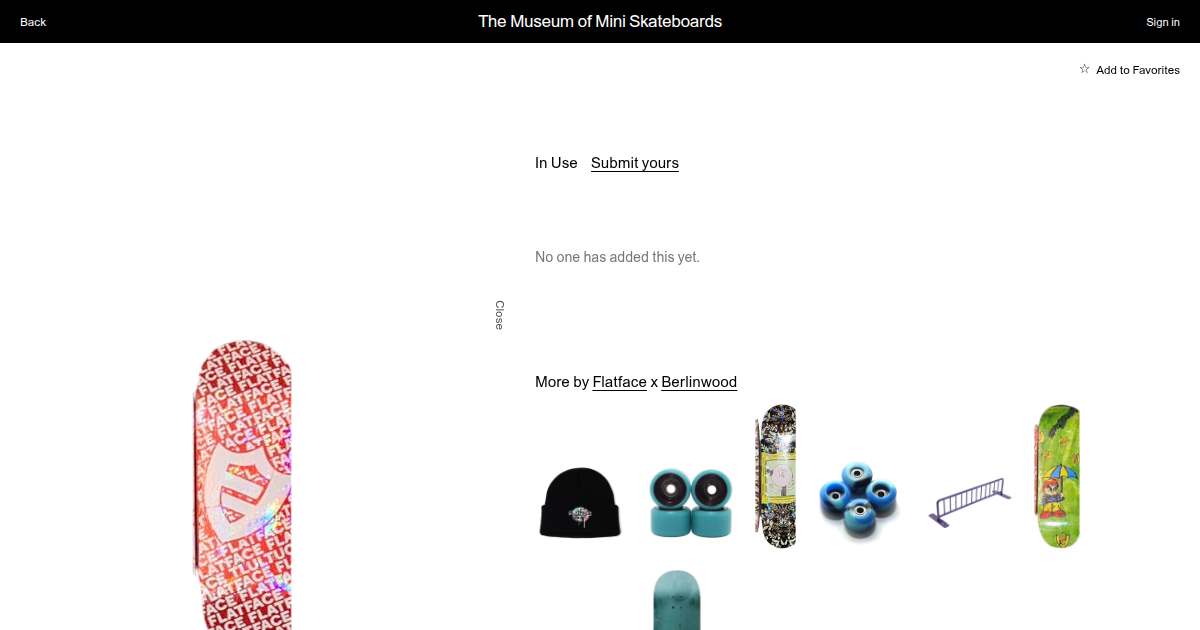 Back
The Museum of Mini Skateboards
Sign in
☆ Add to Favorites
In Use Submit yours
No one has added this yet.
Close
More by Flatface x Berlinwood
FLATFACE